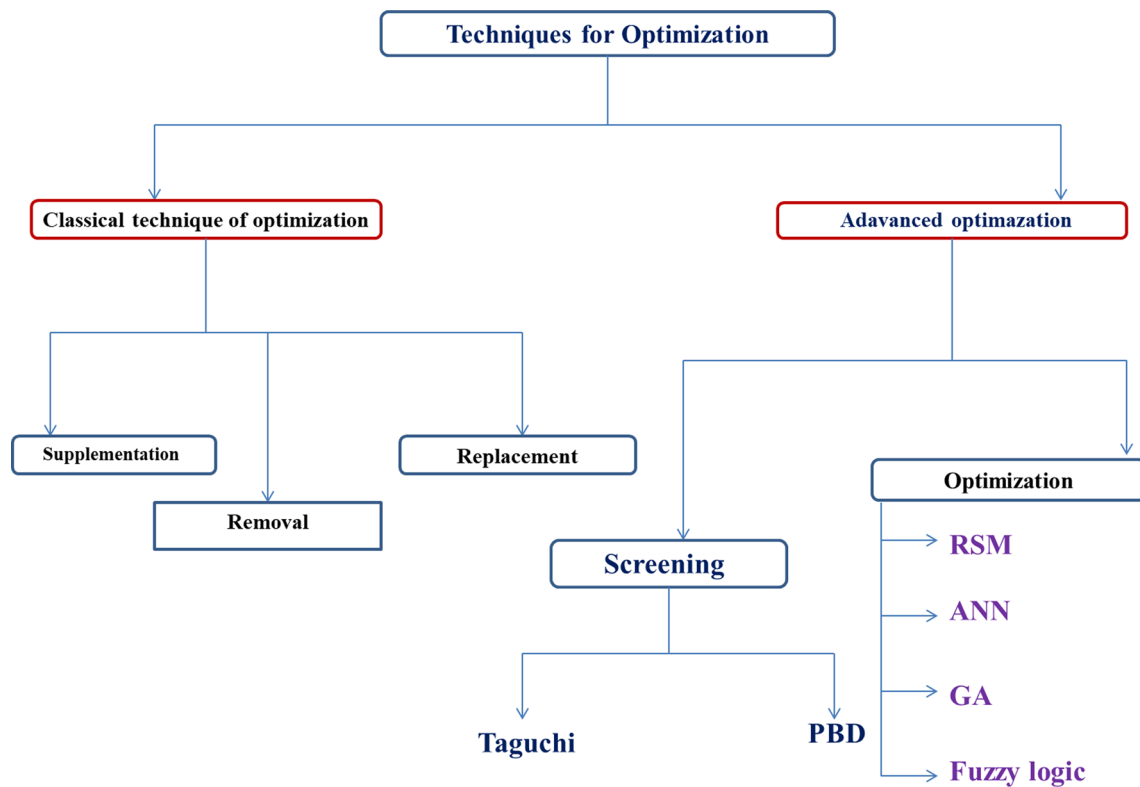 Techniques for Optimization
Classical technique of optimization
Adavanced optimazation
Supplementation
Replacement
Removal
Optimization
Screening
RSM
ANN
GA
Taguchi
PBD
Fuzzy logic